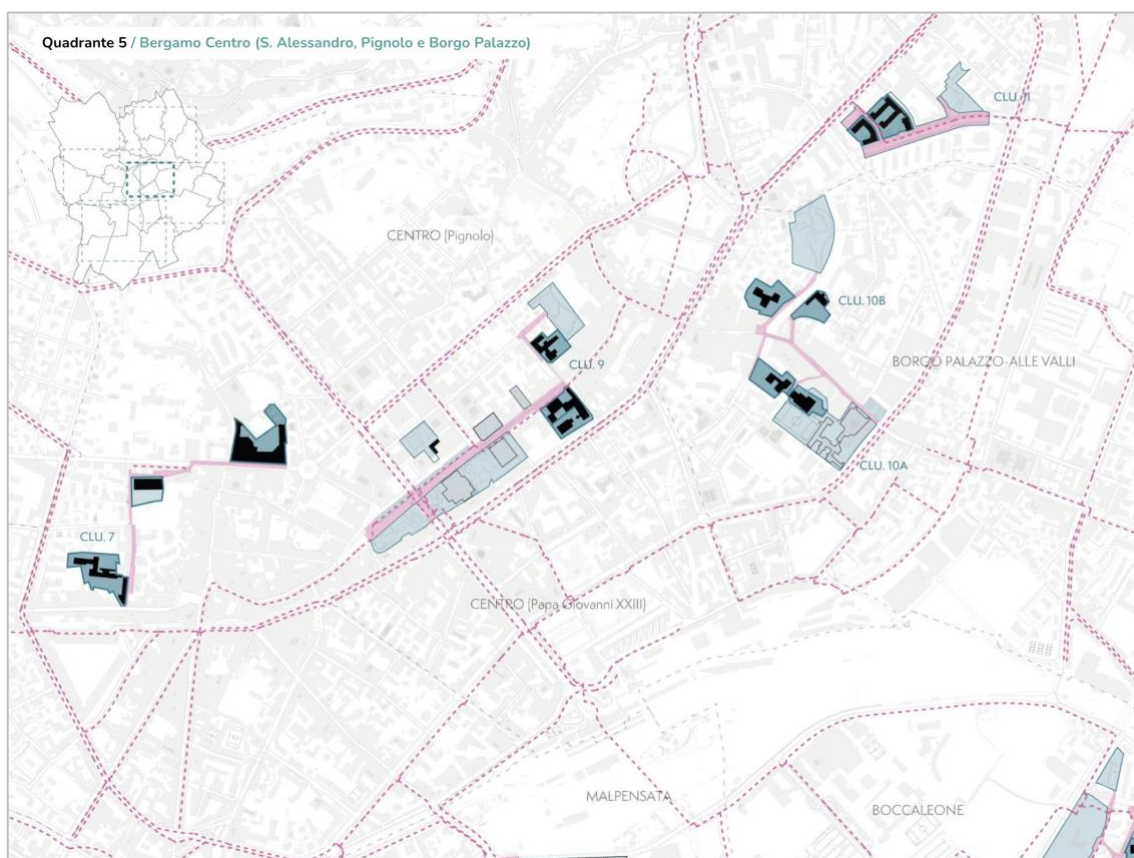 Quadrante 5 / Bergamo Centro (S. Alessandro, Pignolo e Borgo Palazzo)
CLU. 11
CENTRO (Pignolo)
CLU. 10B
BORGO PALAZZO-ALLE VALLI
CLU. 9
CLU. 10A
CLU. 7
CENTRO (Papa Giovanni XXIII)
MALPENSATA
BOCCALEONE